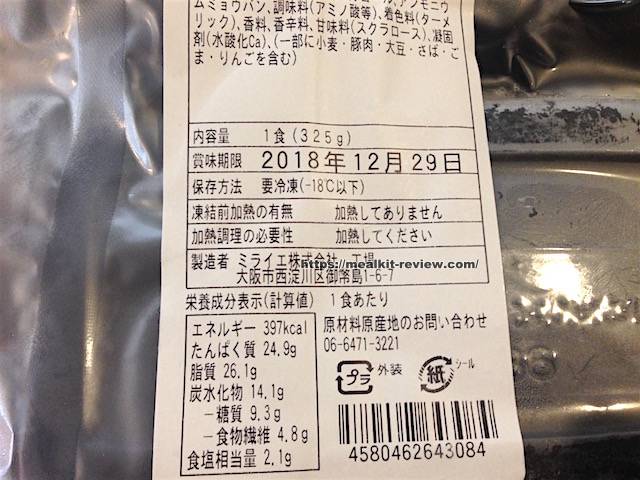 アンモニウ
ムミョウバン、調味料(アミノ酸等)、着色料(ターメ
リック)、香料、香辛料、甘味料(スクラロース)、凝固
剤(水酸化Ca)、(一部に小麦・豚肉・大豆・さば・ご
ま・りんごを含む)
内容量 1食(325g)
賞味期限 2018年12月29日
保存方法 要冷凍(-18℃以下)
凍結前加熱の有無 加熱してありません
加熱調理の必要性 加熱してください
製造者 ミライエ株式会社 工場
https://mealkit-review.com/
大阪市西淀川区御幣島1-6-7
栄養成分表示(計算値) 1食あたり
エネルギー 397kcal
たんぱく質 24.9g
脂質 26.1g
炭水化物 14.1g
-糖質 9.3g
-食物繊維 4.8g
食塩相当量 2.1g
原材料原産地のお問い合わせ
06-6471-3221
プラ 外装
紙 シール
4580462643084